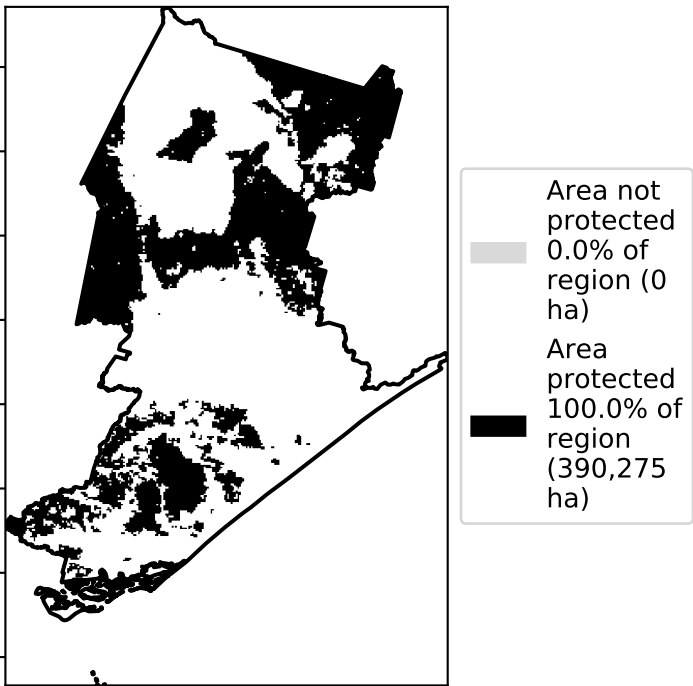 Area not
protected
0.0% of
region (0
ha)
Area
protected
100.0% of
region
(390,275
ha)